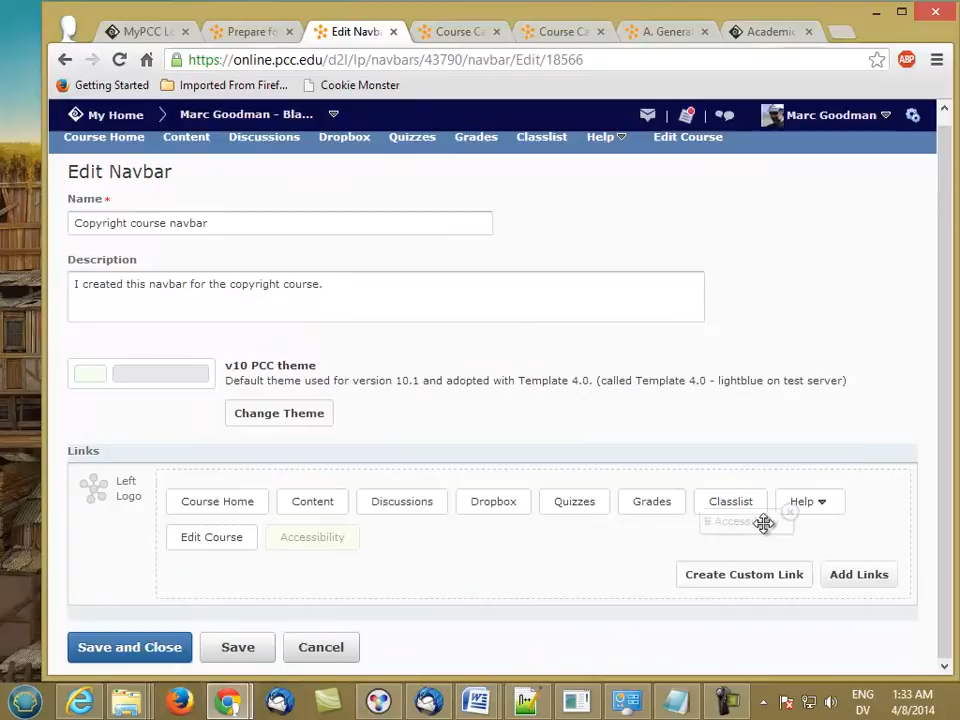 MyPCC Lo
Prepare fo
Edit Navba
Course Ca
Course Ca
A. General
Academic
https://online.pcc.edu/d2l/lp/navbars/43790/navbar/Edit/18566
ABP
Getting Started
Imported From Firef...
Cookie Monster
My Home
Marc Goodman - Bla...
Marc Goodman
Course Home Content Discussions Dropbox Quizzes Grades Classlist Help Edit Course
Edit Navbar
Name *
Copyright course navbar
Description
I created this navbar for the copyright course.
v10 PCC theme
Default theme used for version 10.1 and adopted with Template 4.0. (called Template 4.0 - lightblue on test server)
Change Theme
Links
Left
Logo
Course Home Content Discussions Dropbox Quizzes Grades Classlist Help
Edit Course Accessibility
Create Custom Link Add Links
Save and Close Save Cancel
ENG 1:33 AM
DV 4/8/2014